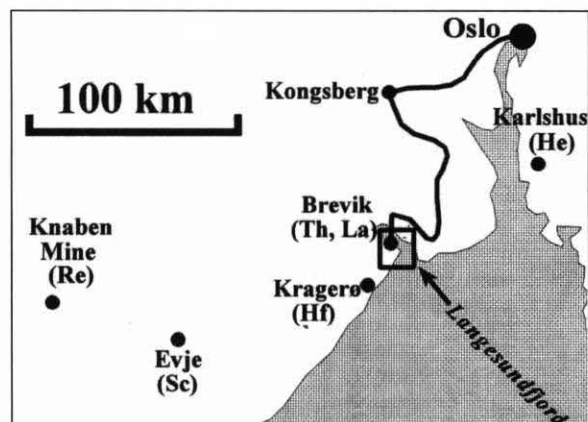 Oslo
Kongsberg
100 km
Karlshus
(He)
Brevik
(Th, La)
Knaben
Mine
(Re)
Kragerø
(Hf)
Langesundfjord
Evje
(Sc)